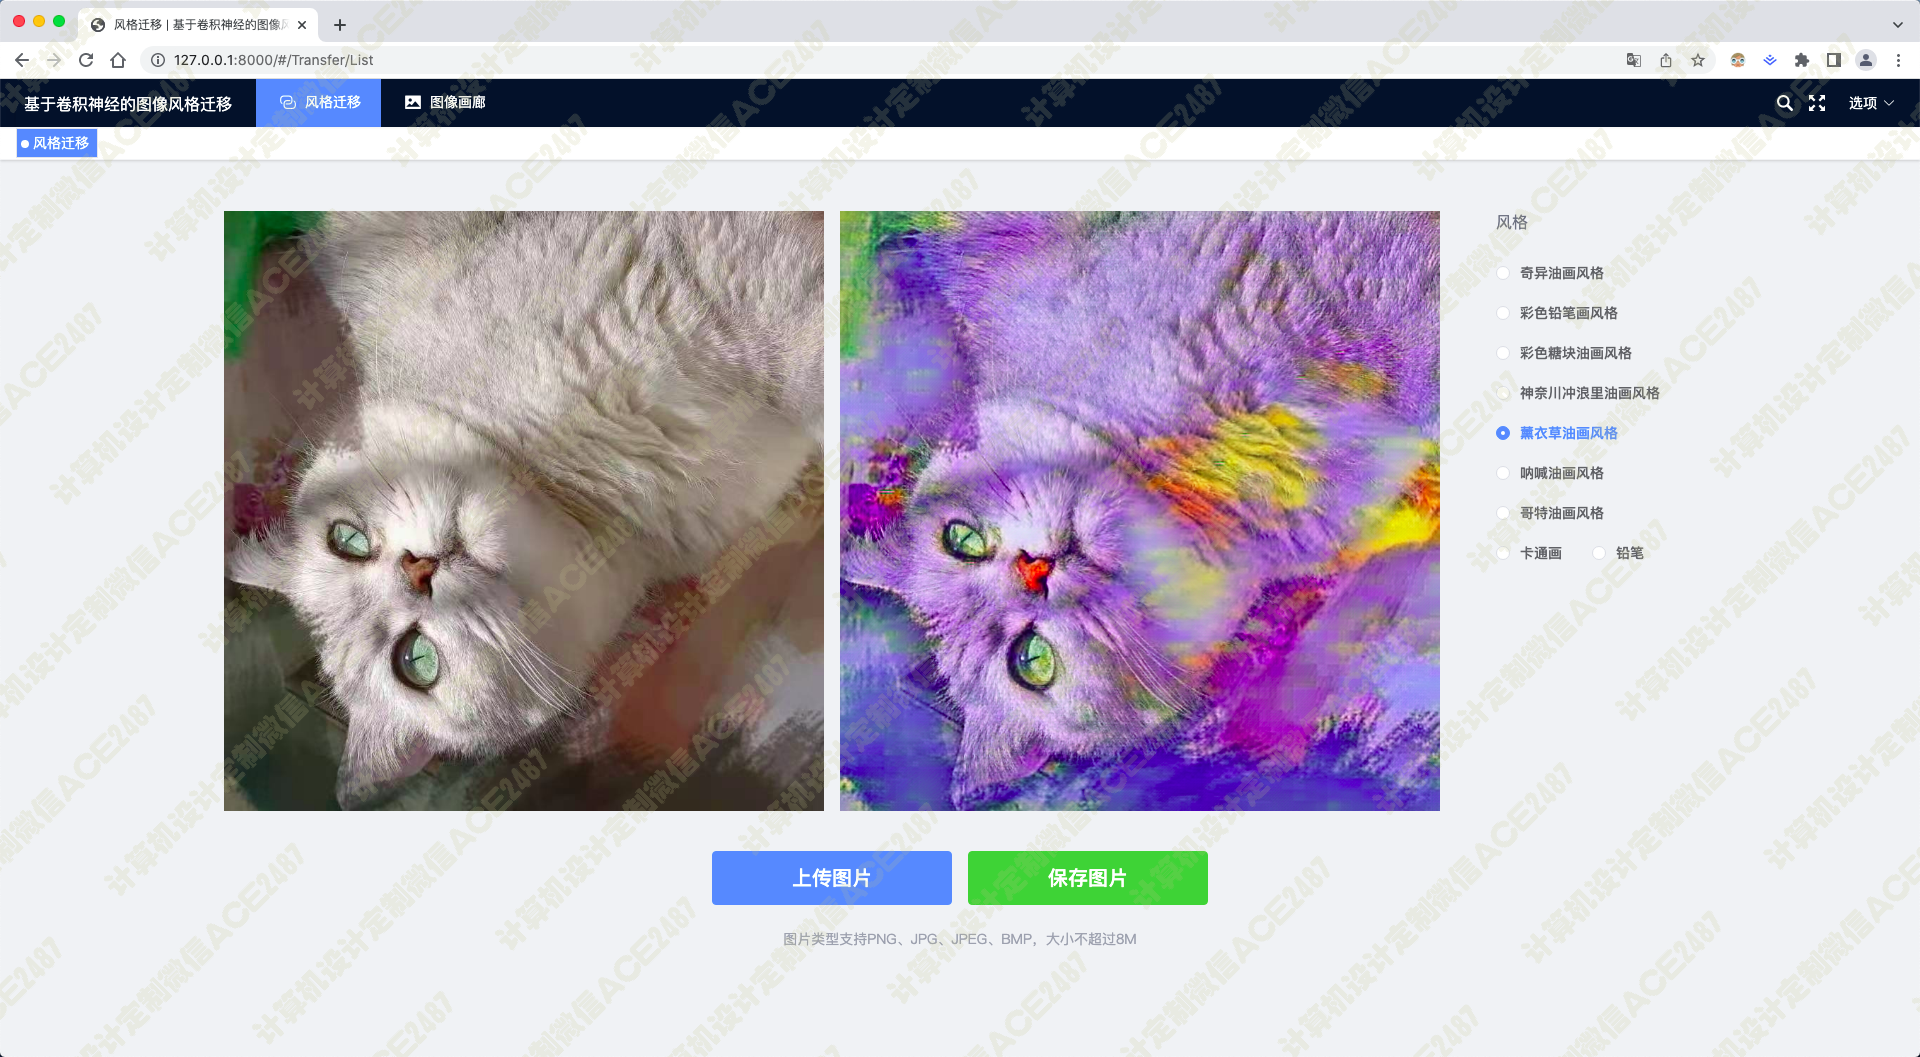 风格迁移 | 基于卷积神经的图像风
127.0.0.1:8000/#/Transfer/List
基于卷积神经的图像风格迁移
风格迁移
图像画廊
选项
风格迁移
风格
奇异油画风格
彩色铅笔画风格
彩色糖块油画风格
神奈川冲浪里油画风格
薰衣草油画风格
呐喊油画风格
哥特油画风格
卡通画 铅笔
上传图片
保存图片
图片类型支持PNG、JPG、JPEG、BMP，大小不超过8M
计算机设计定制微信ACE2487